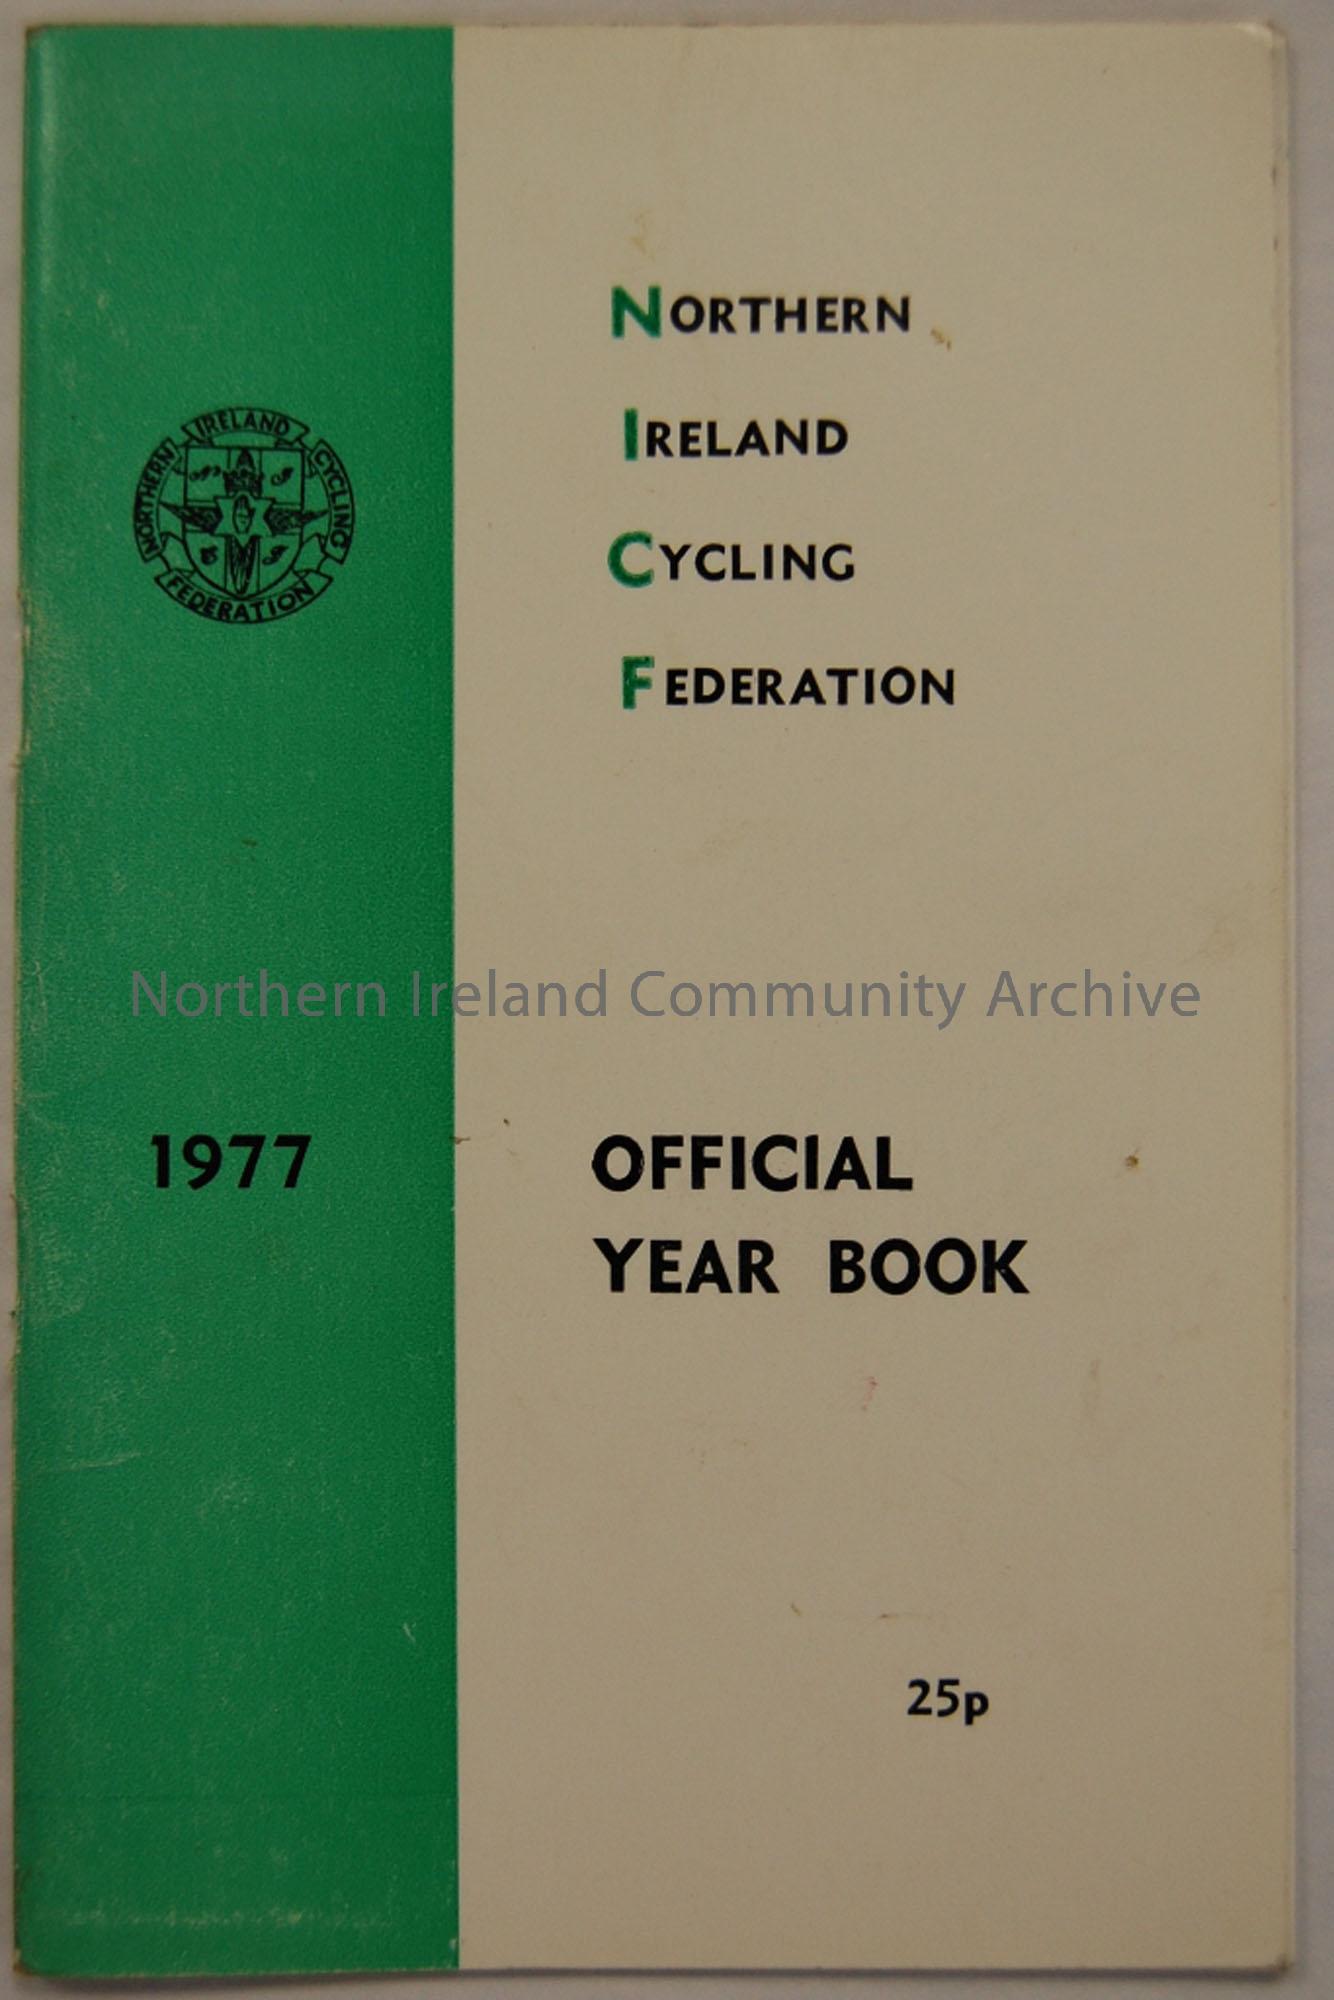 NORTHERN
IRELAND
CYCLING
FEDERATION
NORTHERN IRELAND CYCLING
FEDERATION
Northern Ireland Community Archive
1977
OFFICIAL
YEAR BOOK
25p